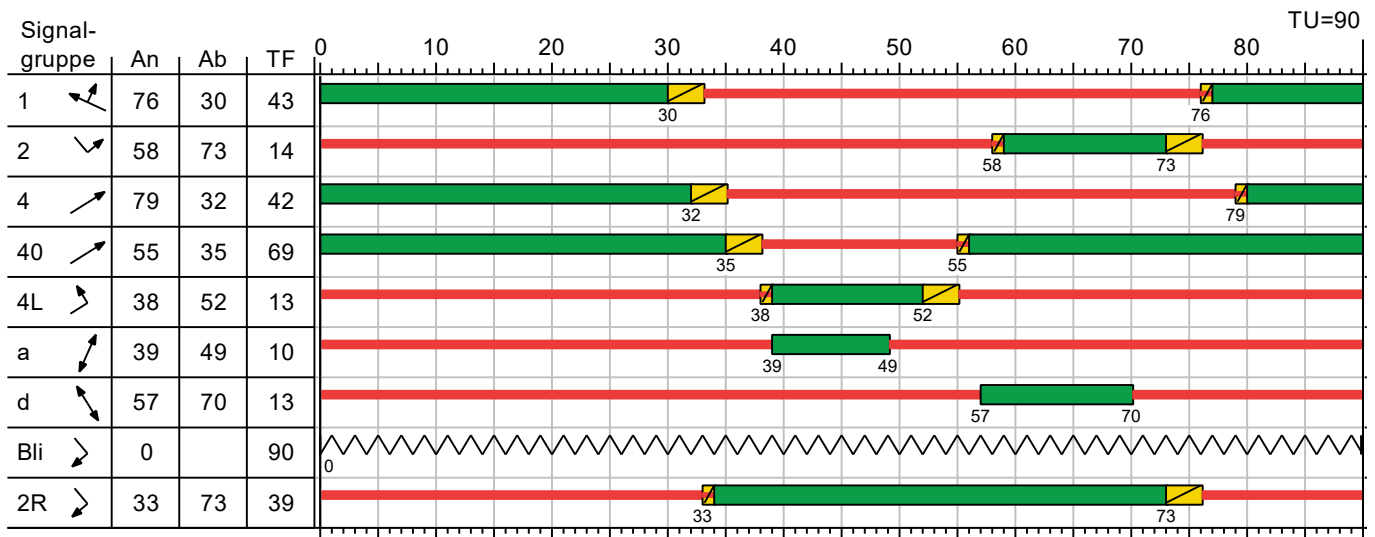 TU=90
Signal-
gruppe An Ab TF 0 10 20 30 40 50 60 70 80
1 76 30 43
30 76
2 58 73 14
58 73
4 79 32 42
32 79
40 55 35 69
35 55
4L 38 52 13
38 52
a 39 49 10
39 49
d 57 70 13
57 70
Bli 0 90
0
2R 33 73 39
33 73